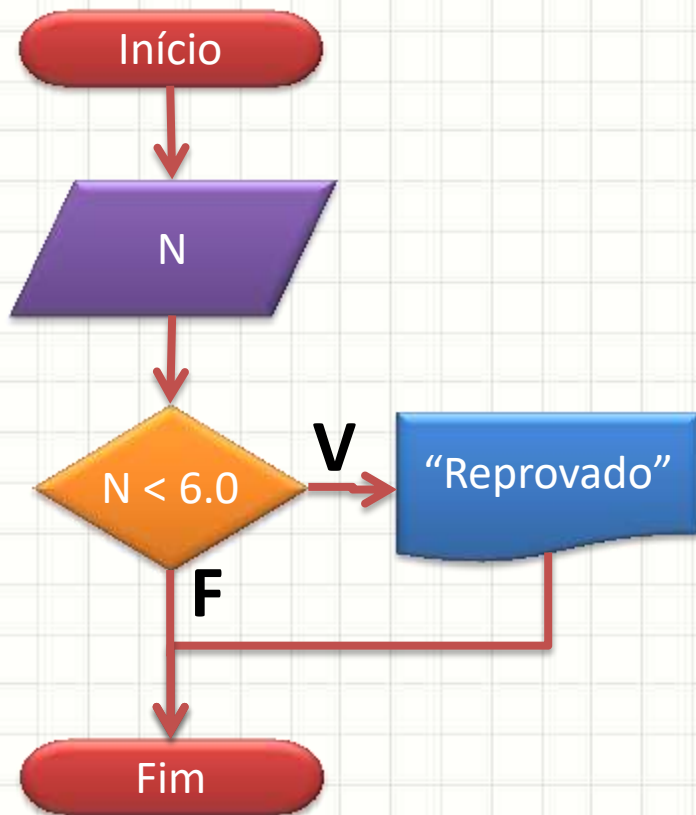 Início
N
N < 6.0
V
“Reprovado”
F
Fim